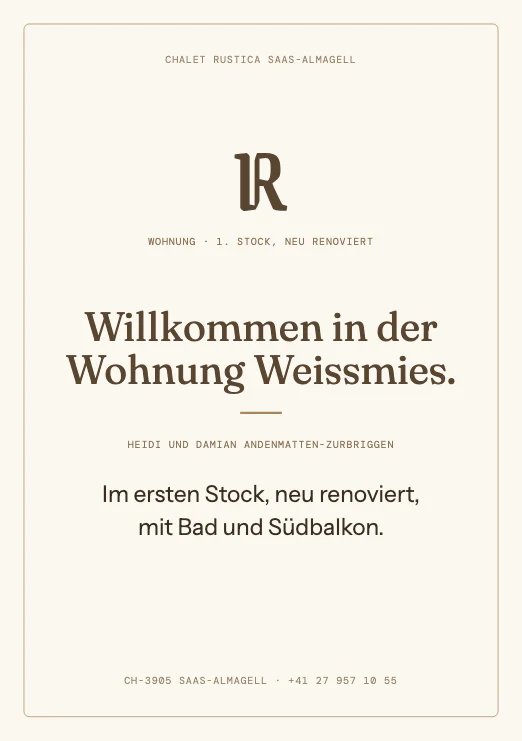 CHALET RUSTICA SAAS-ALMAGELL
R
WOHNUNG · 1. STOCK, NEU RENOVIERT
Willkommen in der
Wohnung Weissmies.
HEIDI UND DAMIAN ANDENMATTEN-ZURBRIGGEN
Im ersten Stock, neu renoviert,
mit Bad und Südbalkon.
CH-3905 SAAS-ALMAGELL · +41 27 957 10 55